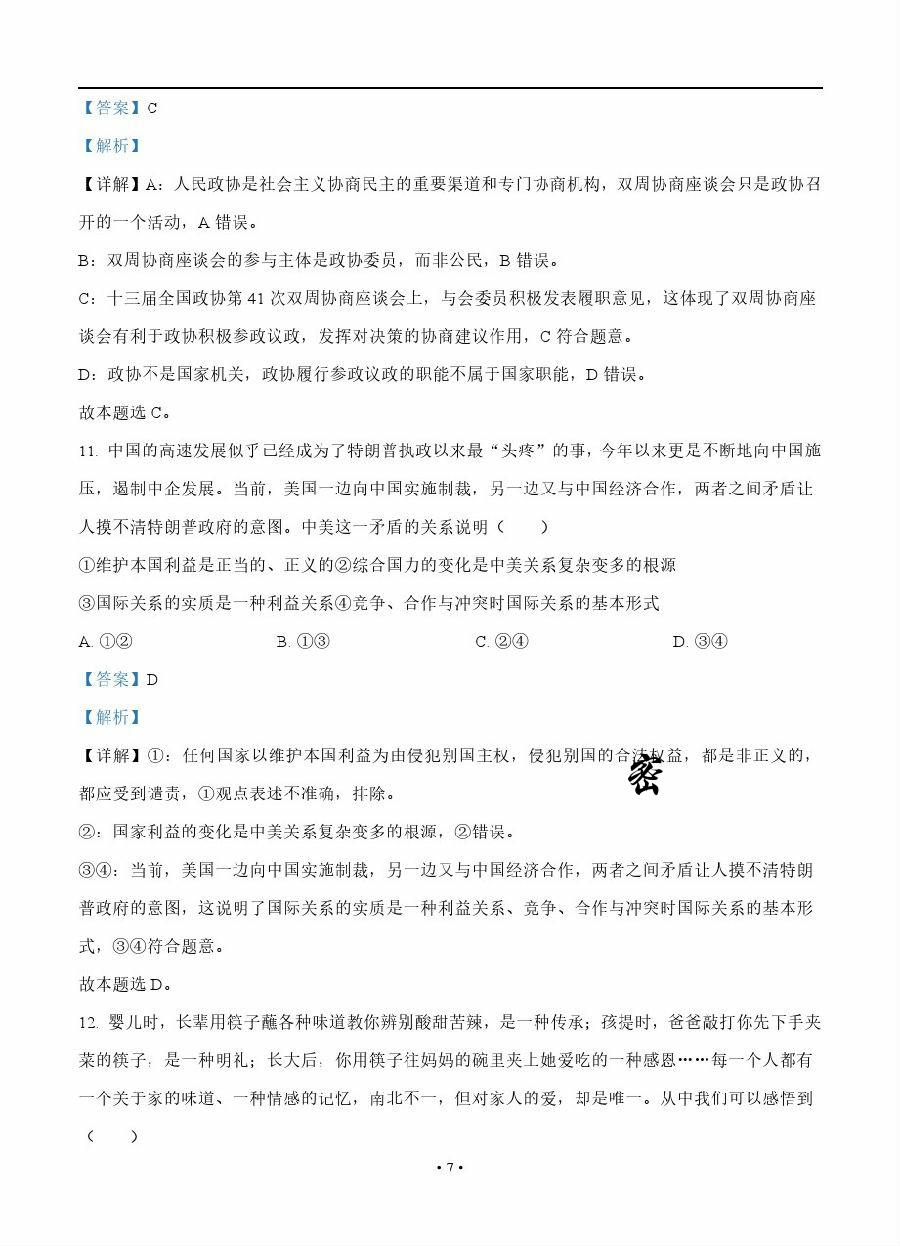 【答案】C
【解析】
【详解】A：人民政协是社会主义协商民主的重要渠道和专门协商机构，双周协商座谈会只是政协召
开的一个活动，A 错误。
B：双周协商座谈会的参与主体是政协委员，而非公民，B 错误。
C：十三届全国政协第 41 次双周协商座谈会上，与会委员积极发表履职意见，这体现了双周协商座
谈会有利于政协积极参政议政，发挥对决策的协商建议作用，C 符合题意。
D：政协不是国家机关，政协履行参政议政的职能不属于国家职能，D 错误。
故本题选 C。
11. 中国的高速发展似乎已经成为了特朗普执政以来最“头疼”的事，今年以来更是不断地向中国施
压，遏制中企发展。当前，美国一边向中国实施制裁，另一边又与中国经济合作，两者之间矛盾让
人摸不清特朗普政府的意图。中美这一矛盾的关系说明（　　）
①维护本国利益是正当的、正义的②综合国力的变化是中美关系复杂变多的根源
③国际关系的实质是一种利益关系④竞争、合作与冲突时国际关系的基本形式
A. ①② B. ①③ C. ②④ D. ③④
【答案】D
【解析】
【详解】①：任何国家以维护本国利益为由侵犯别国主权，侵犯别国的合法权益，都是非正义的，
密
都应受到谴责，①观点表述不准确，排除。
②：国家利益的变化是中美关系复杂变多的根源，②错误。
③④：当前，美国一边向中国实施制裁，另一边又与中国经济合作，两者之间矛盾让人摸不清特朗
普政府的意图，这说明了国际关系的实质是一种利益关系、竞争、合作与冲突时国际关系的基本形
式，③④符合题意。
故本题选 D。
12. 婴儿时，长辈用筷子蘸各种味道教你辨别酸甜苦辣，是一种传承；孩提时，爸爸敲打你先下手夹
菜的筷子，是一种明礼；长大后，你用筷子往妈妈的碗里夹上她爱吃的一种感恩……每一个人都有
一个关于家的味道、一种情感的记忆，南北不一，但对家人的爱，却是唯一。从中我们可以感悟到
（　　）
• 7 •